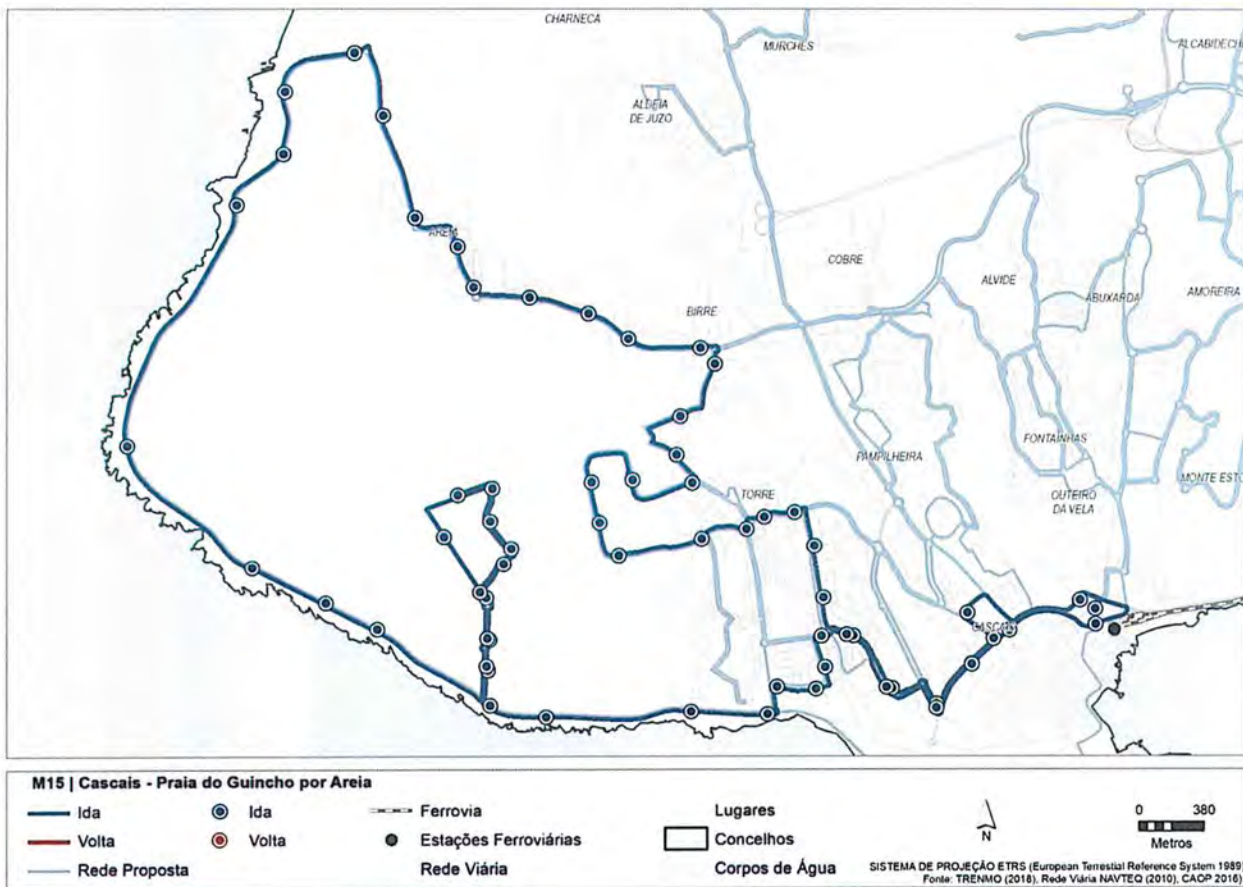 CHARNECA
MURCHES
ALCABIDECHE
ALDEIA
DE JUZO
AREIA
COBRE
BIRRE
ALVIDE
ABUXARDA
AMOREIRA
FONTAÍNHAS
PAMPILHEIRA
MONTE ESTO
TORRE
OUTEIRO
DA VELA
CASCAIS
M15 | Cascais - Praia do Guincho por Areia
Ida
Volta
Rede Proposta
Ida
Volta
Ferrovia
Estações Ferroviárias
Rede Viária
Lugares
Concelhos
Corpos de Água
N
0 380
Metros
SISTEMA DE PROJEÇÃO ETRS (European Terrestial Reference System 1989)
Fonte: TRENMO (2018), Rede Viária NAVTEQ (2010), CAOP 2016)